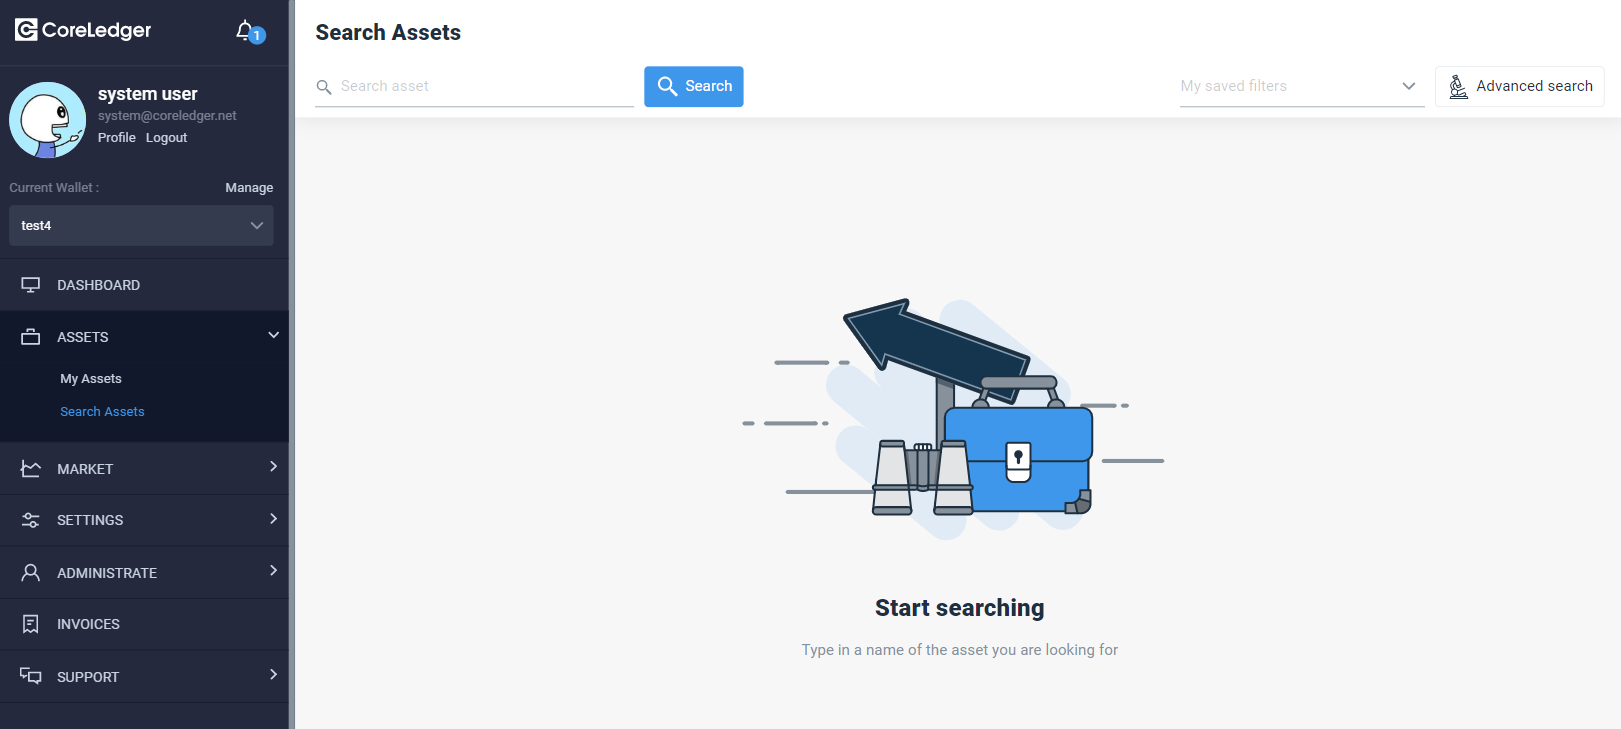 CoreLedger
1
system user
system@coreledger.net
Profile Logout
Current Wallet : Manage
test4
DASHBOARD
ASSETS
My Assets
Search Assets
MARKET
SETTINGS
ADMINISTRATE
INVOICES
SUPPORT
Search Assets
Search asset
Search
My saved filters
Advanced search
Start searching
Type in a name of the asset you are looking for